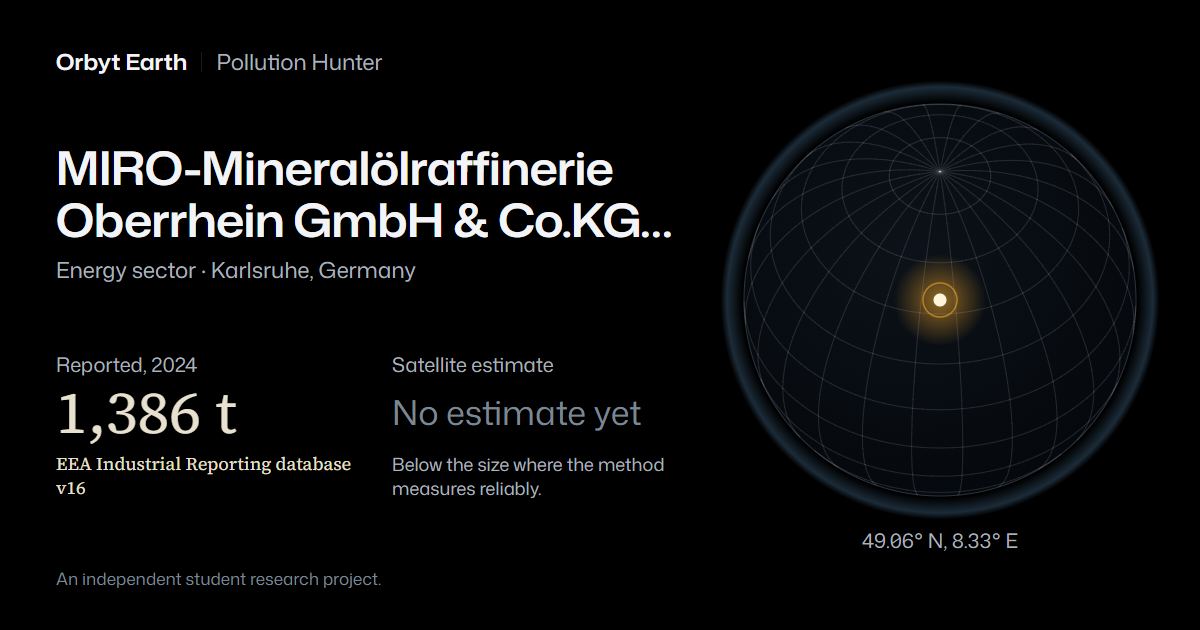 Orbyt Earth | Pollution Hunter
MIRO-Mineralölraffinerie
Oberrhein GmbH & Co.KG...
Energy sector · Karlsruhe, Germany
Reported, 2024
1,386 t
EEA Industrial Reporting database
v16
Satellite estimate
No estimate yet
Below the size where the method
measures reliably.
49.06° N, 8.33° E
An independent student research project.